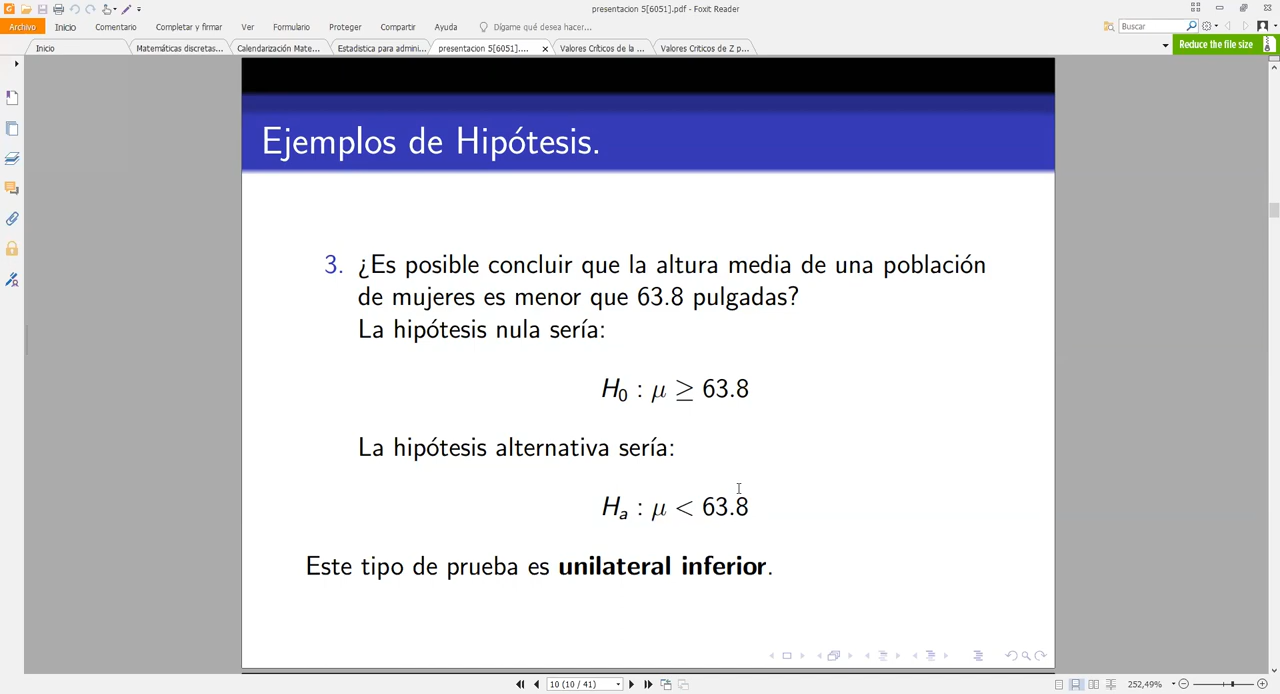 presentacion 5[6051].pdf - Foxit Reader
Archivo Inicio Comentario Completar y firmar Ver Formulario Proteger Compartir Ayuda Dígame qué desea hacer... Buscar
Inicio Matemáticas discretas... Calendarización Mate... Estadistica para admini... presentacion 5[6051].... Valores Críticos de la ... Valores Criticos de Z p... Reduce the file size
Ejemplos de Hipótesis.
3. ¿Es posible concluir que la altura media de una población
de mujeres es menor que 63.8 pulgadas?
La hipótesis nula sería:
H₀ : μ ≥ 63.8
La hipótesis alternativa sería:
Hₐ : μ < 63.8
Este tipo de prueba es unilateral inferior.
10 (10 / 41) 252,49%